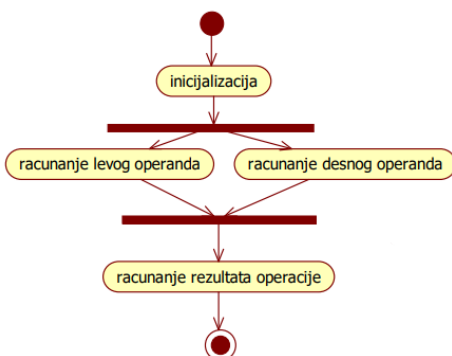 inicijalizacija
racunanje levog operanda
racunanje desnog operanda
racunanje rezultata operacije